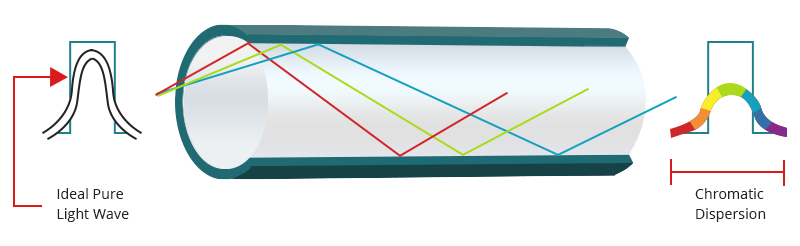 Ideal Pure
Light Wave
Chromatic
Dispersion